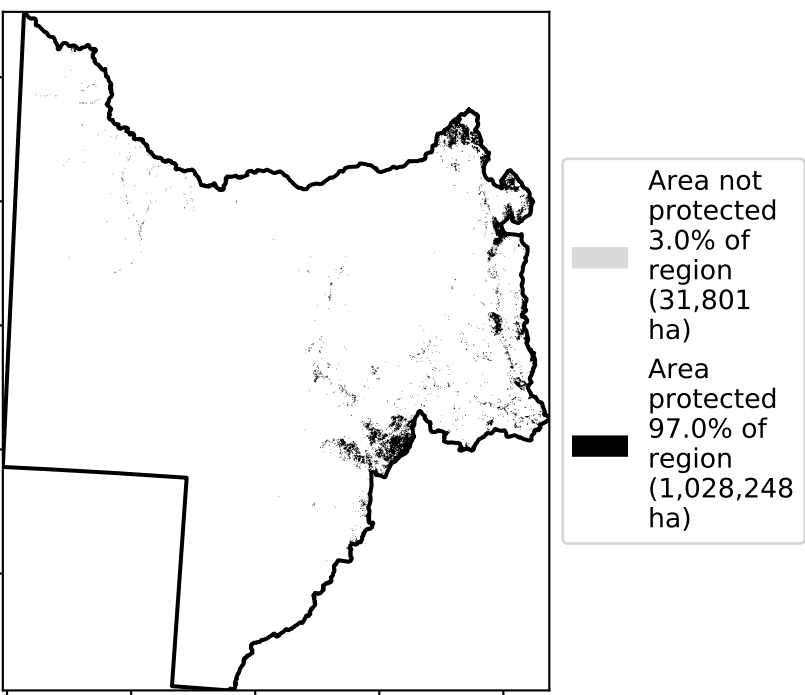 Area not
protected
3.0% of
region
(31,801
ha)
Area
protected
97.0% of
region
(1,028,248
ha)